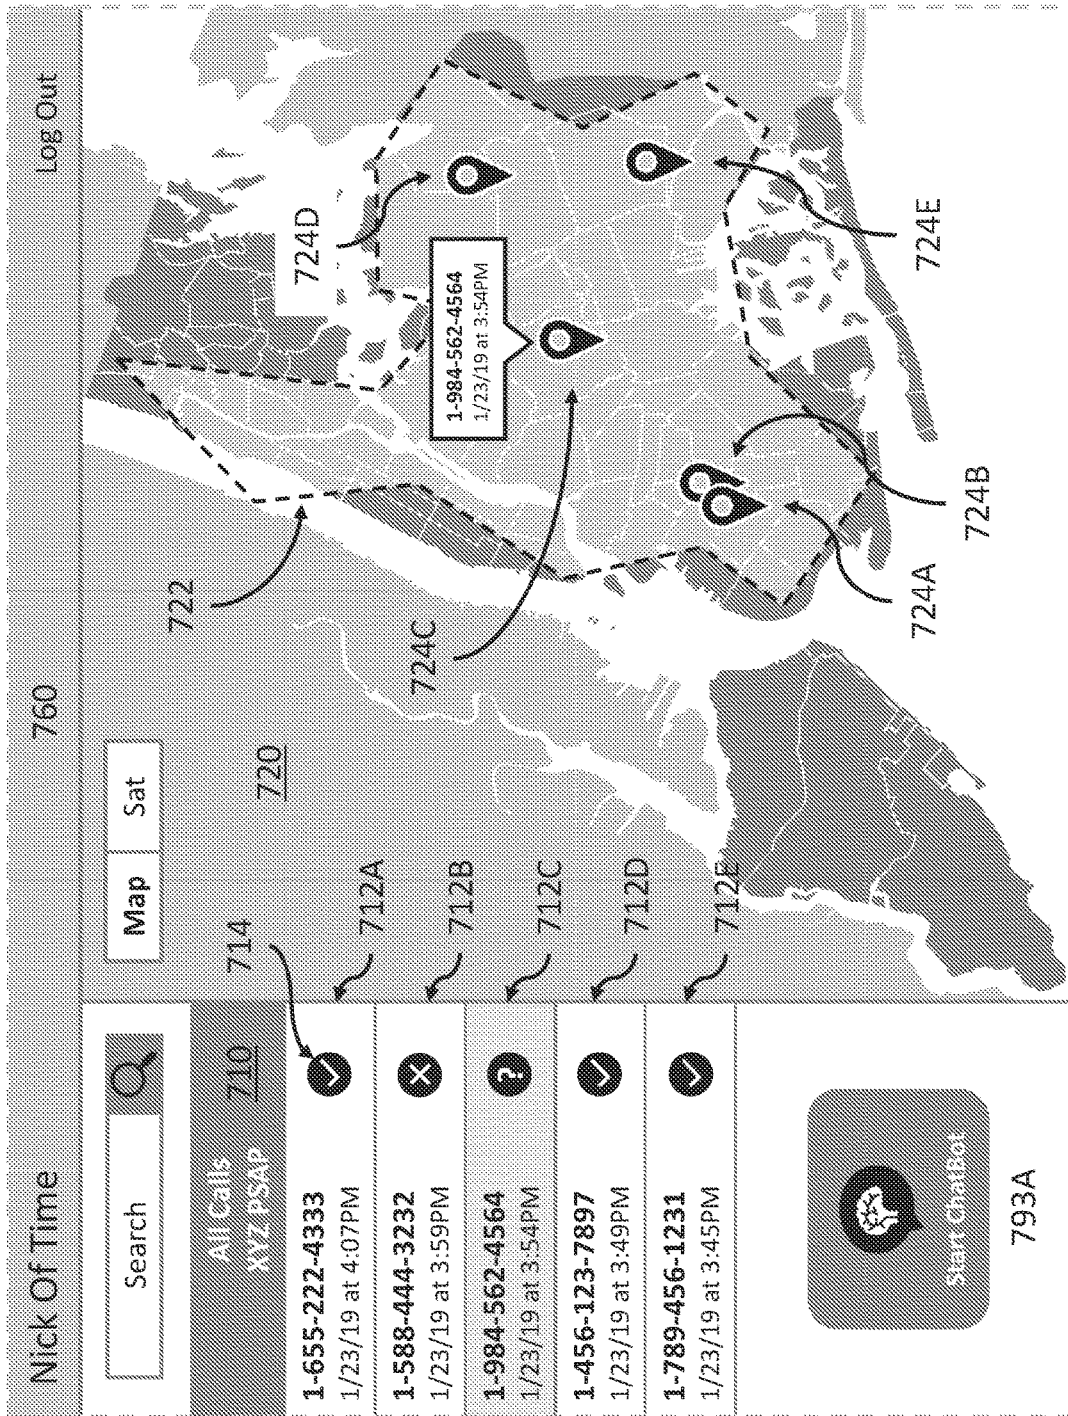 Nick Of Time
760
Log Out
Search
Map
Sat
All Calls
XYZ PSAP
710
714
720
722
1-655-222-4333
1/23/19 at 4:07PM
712A
1-588-444-3232
1/23/19 at 3:59PM
712B
1-984-562-4564
1/23/19 at 3:54PM
712C
1-456-123-7897
1/23/19 at 3:49PM
712D
1-789-456-1231
1/23/19 at 3:45PM
712E
724D
1-984-562-4564
1/23/19 at 3:54PM
724C
724E
724B
724A
Start ChatBot
793A